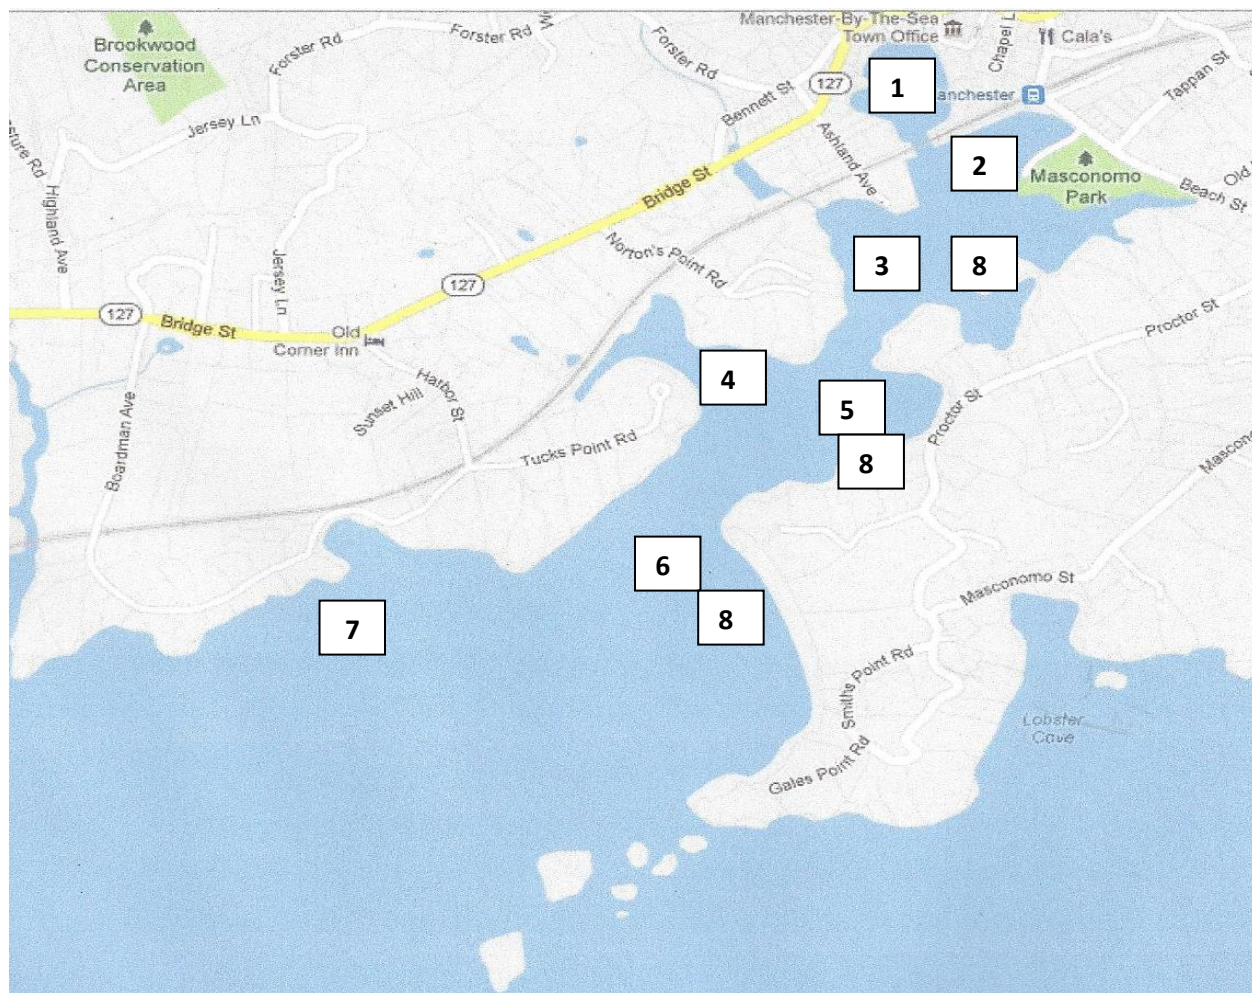 Manchester-By-The-Sea
Town Office
Chapel L
Cala's
Brookwood
Conservation
Area
Forster Rd
Forster Rd
Forster Rd
127
1
anchester
Tappan St
Bennett St
Jersey Ln
Ashland Ave
2
Masconomo
Park
Beach St
Old
Highland Ave
Bridge St
Norton's Point Rd
3
8
Jersey Ln
127
127
Bridge St
Old
Corner Inn
Proctor St
4
Harbor St
Sunset Hill
5
Proctor St
Boardman Ave
Tucks Point Rd
8
6
Masconomo St
8
7
Smiths Point Rd
Lobster
Cave
Gales Point Rd